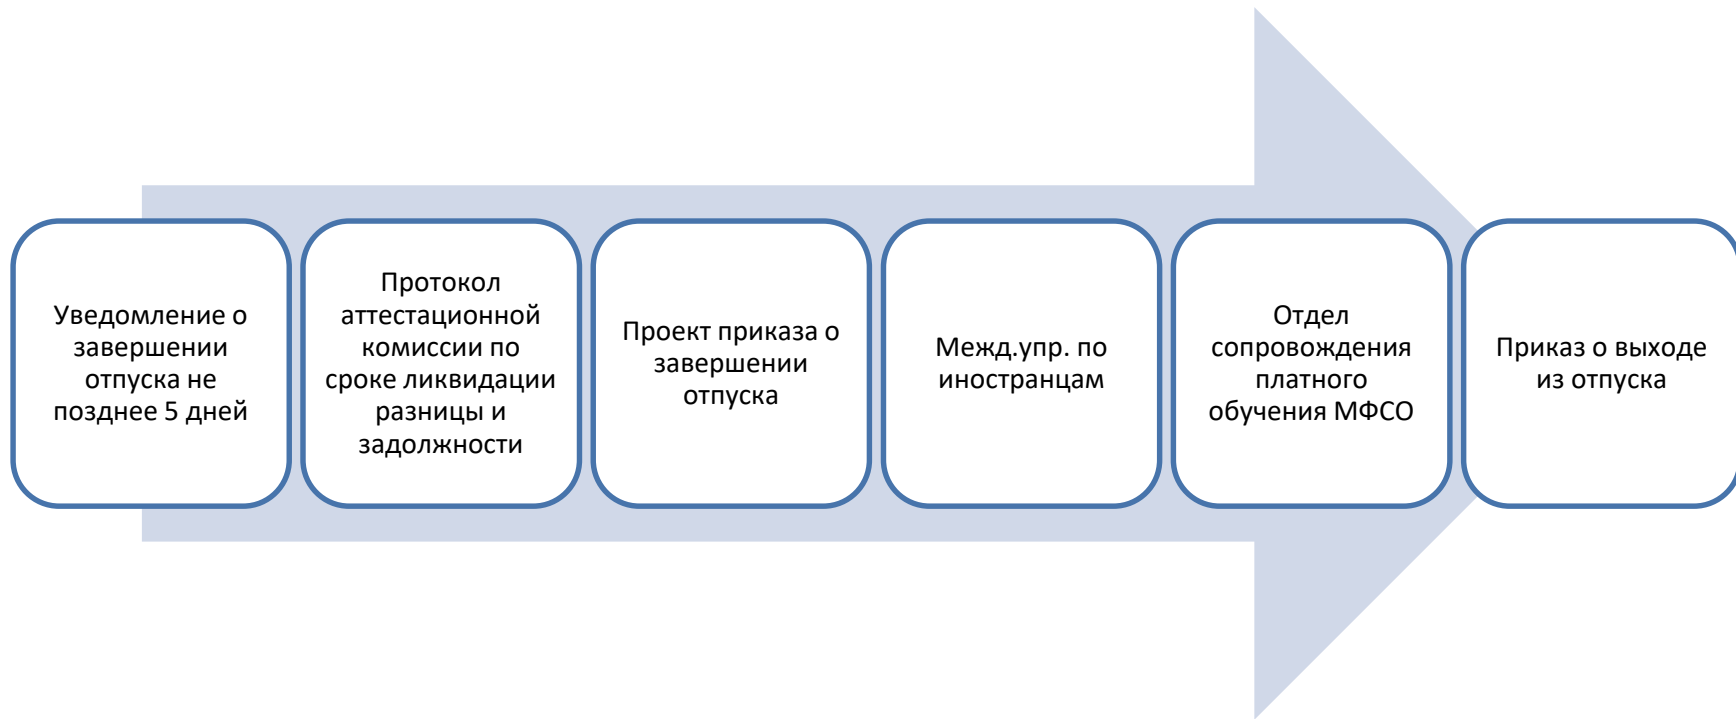 Уведомление о
завершении
отпуска не
позднее 5 дней
Протокол
аттестационной
комиссии по
сроке ликвидации
разницы и
задолжности
Проект приказа о
завершении
отпуска
Межд.упр. по
иностранцам
Отдел
сопровождения
платного
обучения МФСО
Приказ о выходе
из отпуска